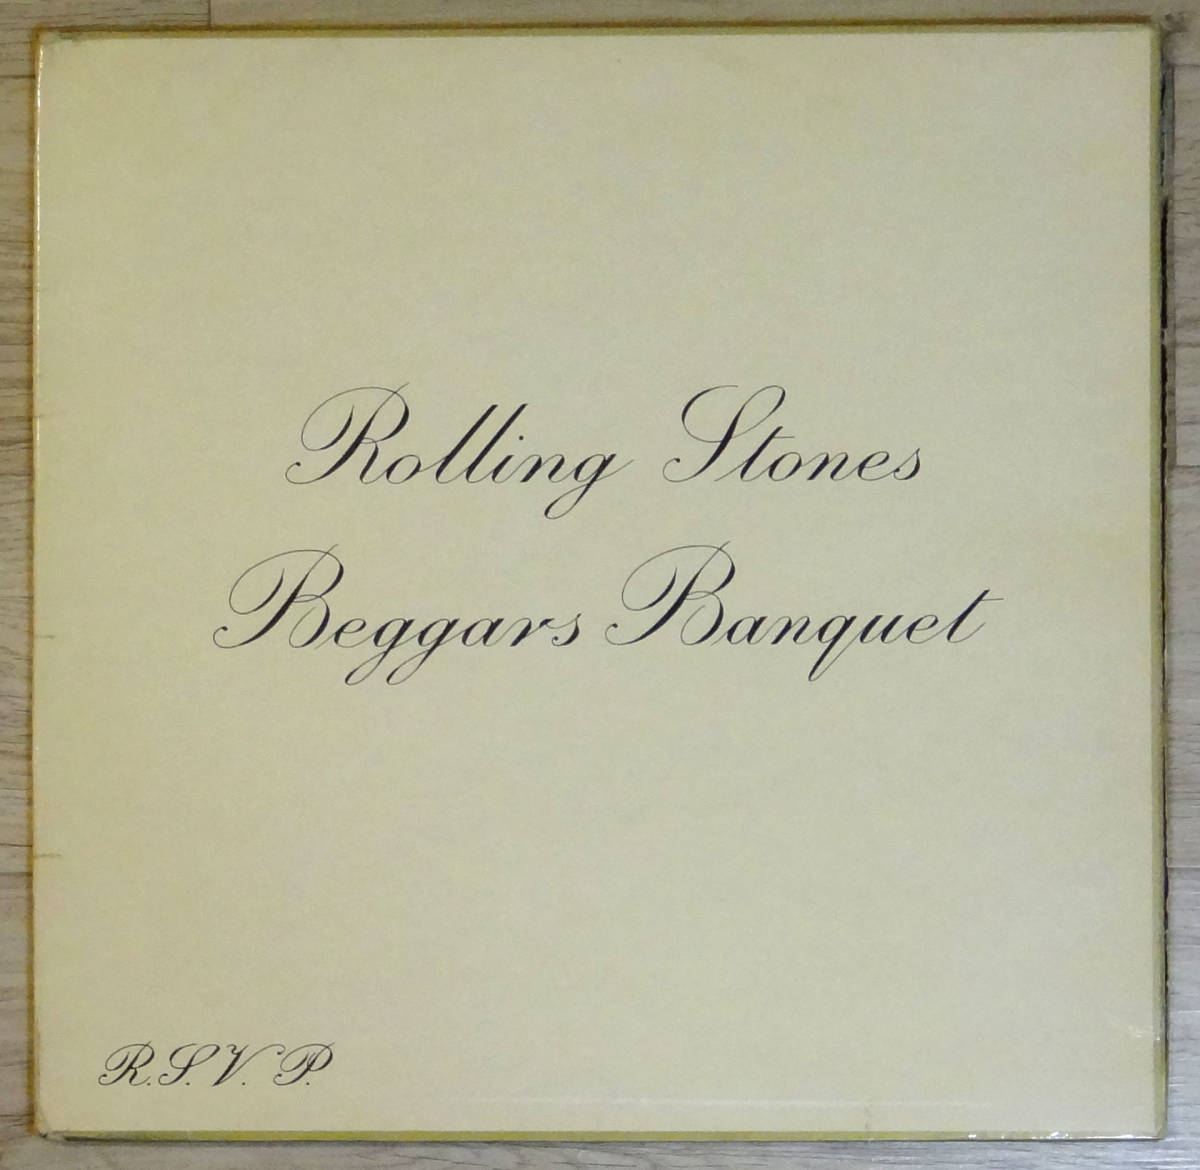 Rolling Stones
Beggars Banquet
R.S.V.P.